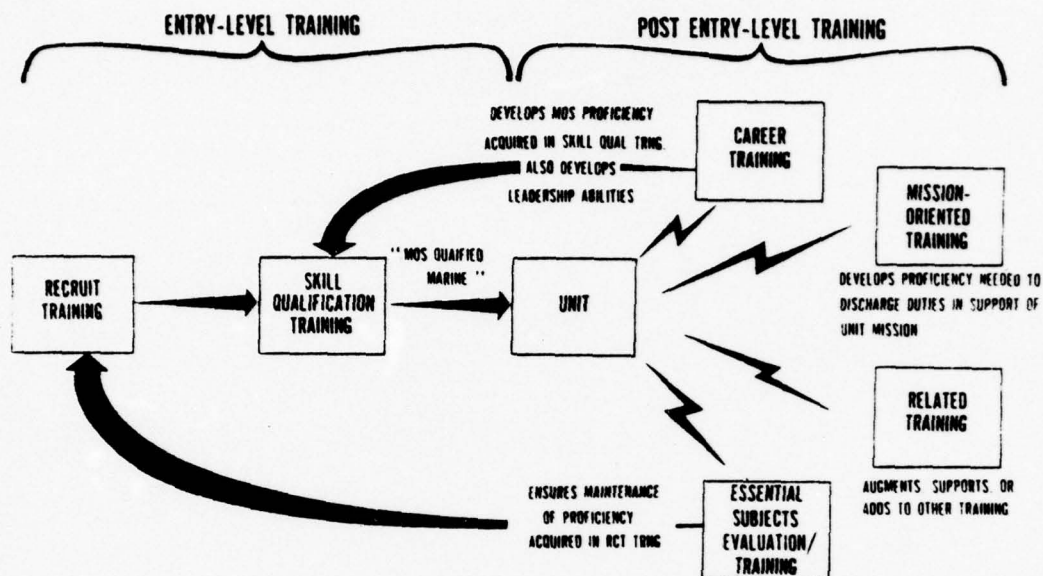 ENTRY-LEVEL TRAINING
POST ENTRY-LEVEL TRAINING
DEVELOPS MOS PROFICIENCY
ACQUIRED IN SKILL QUAL TRNG.
ALSO DEVELOPS
LEADERSHIP ABILITIES
CAREER
TRAINING
MISSION-
ORIENTED
TRAINING
DEVELOPS PROFICIENCY NEEDED TO
DISCHARGE DUTIES IN SUPPORT OF
UNIT MISSION
RECRUIT
TRAINING
SKILL
QUALIFICATION
TRAINING
"MOS QUAIFIED
MARINE"
UNIT
RELATED
TRAINING
AUGMENTS SUPPORTS OR
ADDS TO OTHER TRAINING
ENSURES MAINTENANCE
OF PROFICIENCY
ACQUIRED IN RCT TRNG
ESSENTIAL
SUBJECTS
EVALUATION/
TRAINING